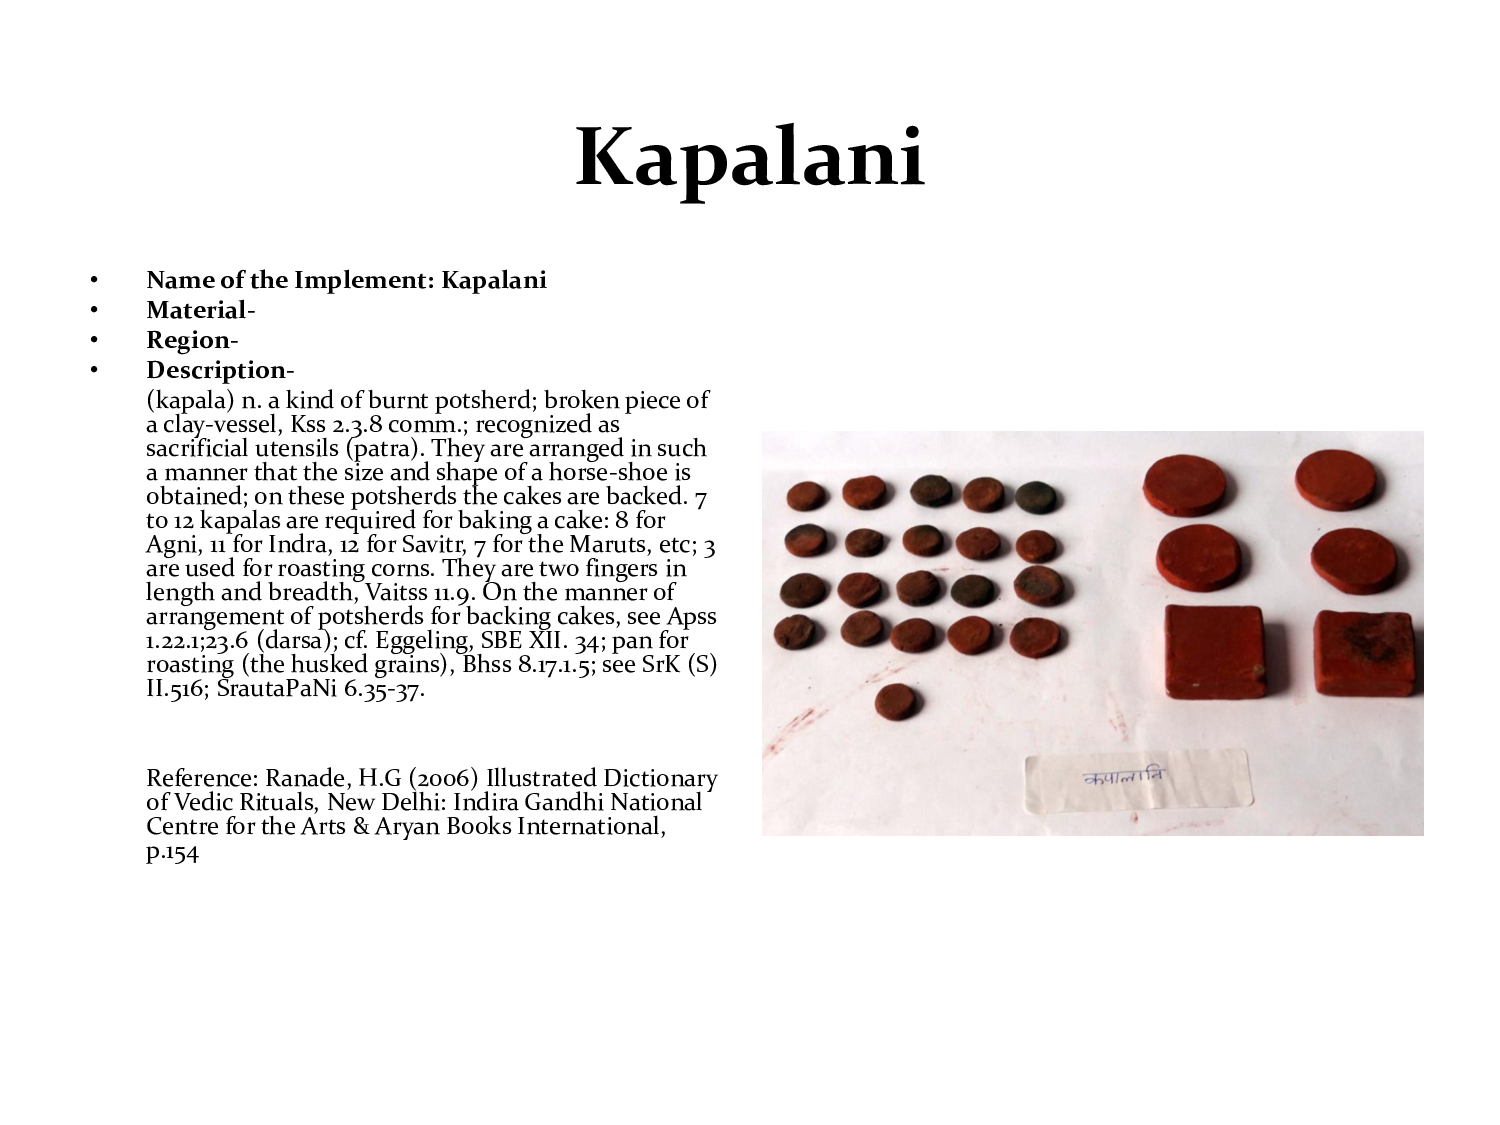 Kapalani
• Name of the Implement: Kapalani
• Material-
• Region-
• Description-
(kapala) n. a kind of burnt potsherd; broken piece of
a clay-vessel, Kss 2.3.8 comm.; recognized as
sacrificial utensils (patra). They are arranged in such
a manner that the size and shape of a horse-shoe is
obtained; on these potsherds the cakes are backed. 7
to 12 kapalas are required for baking a cake: 8 for
Agni, 11 for Indra, 12 for Savitr, 7 for the Maruts, etc; 3
are used for roasting corns. They are two fingers in
length and breadth, Vaitss 11.9. On the manner of
arrangement of potsherds for backing cakes, see Apss
1.22.1;23.6 (darsa); cf. Eggeling, SBE XII. 34; pan for
roasting (the husked grains), Bhss 8.17.1.5; see SrK (S)
II.516; SrautaPaNi 6.35-37.
Reference: Ranade, H.G (2006) Illustrated Dictionary
of Vedic Rituals, New Delhi: Indira Gandhi National
Centre for the Arts & Aryan Books International,
p.154
कपालानि